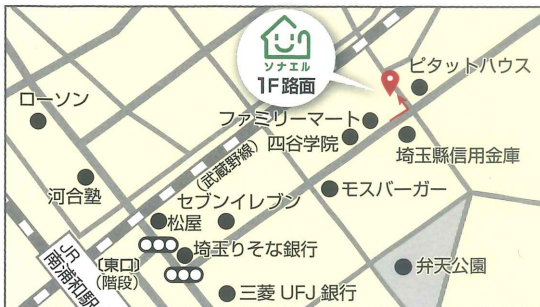 ソナエル
1F路面
ピタットハウス
ローソン
ファミリーマート
四谷学院
埼玉縣信用金庫
(武蔵野線)
河合塾
セブンイレブン
モスバーガー
松屋
〔東口〕
(階段)
埼玉りそな銀行
JR
南浦和駅
弁天公園
三菱UFJ銀行